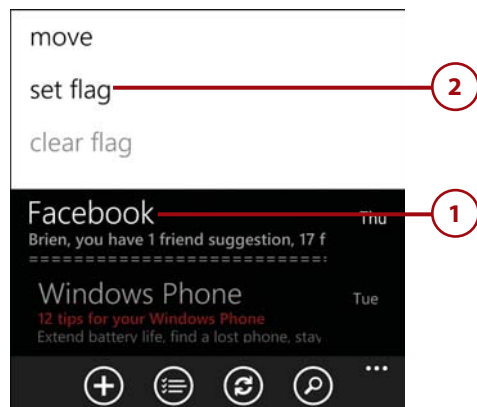 move
set flag
2
clear flag
Facebook
Thu
1
Brien, you have 1 friend suggestion, 17 f
============================:
Windows Phone
Tue
12 tips for your Windows Phone
Extend battery life, find a lost phone, stay